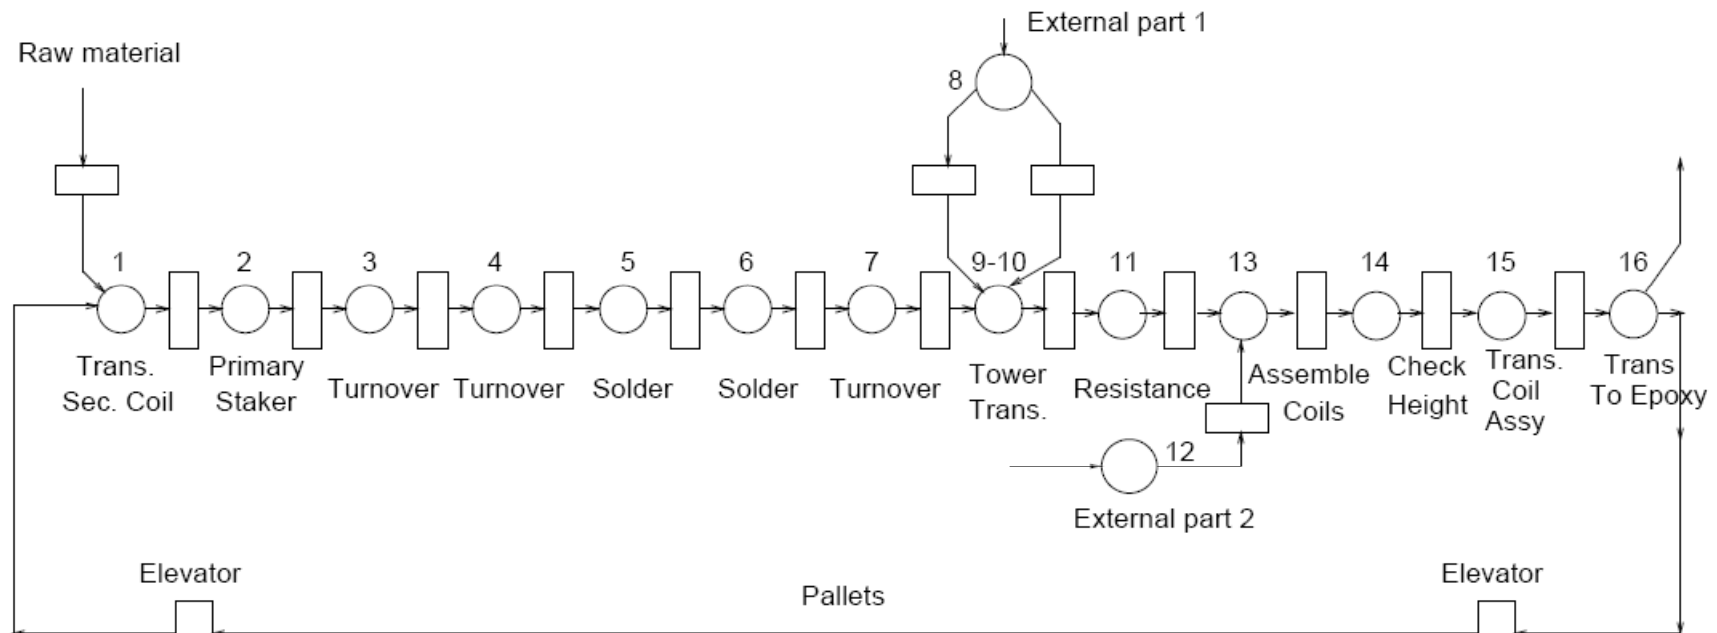 External part 1
Raw material
8
1
2
3
4
5
6
7
9-10
11
13
14
15
16
Trans.
Sec. Coil
Primary
Staker
Turnover
Turnover
Solder
Solder
Turnover
Tower
Trans.
Resistance
Assemble
Coils
Check
Height
Trans.
Coil
Assy
Trans
To Epoxy
12
External part 2
Elevator
Pallets
Elevator